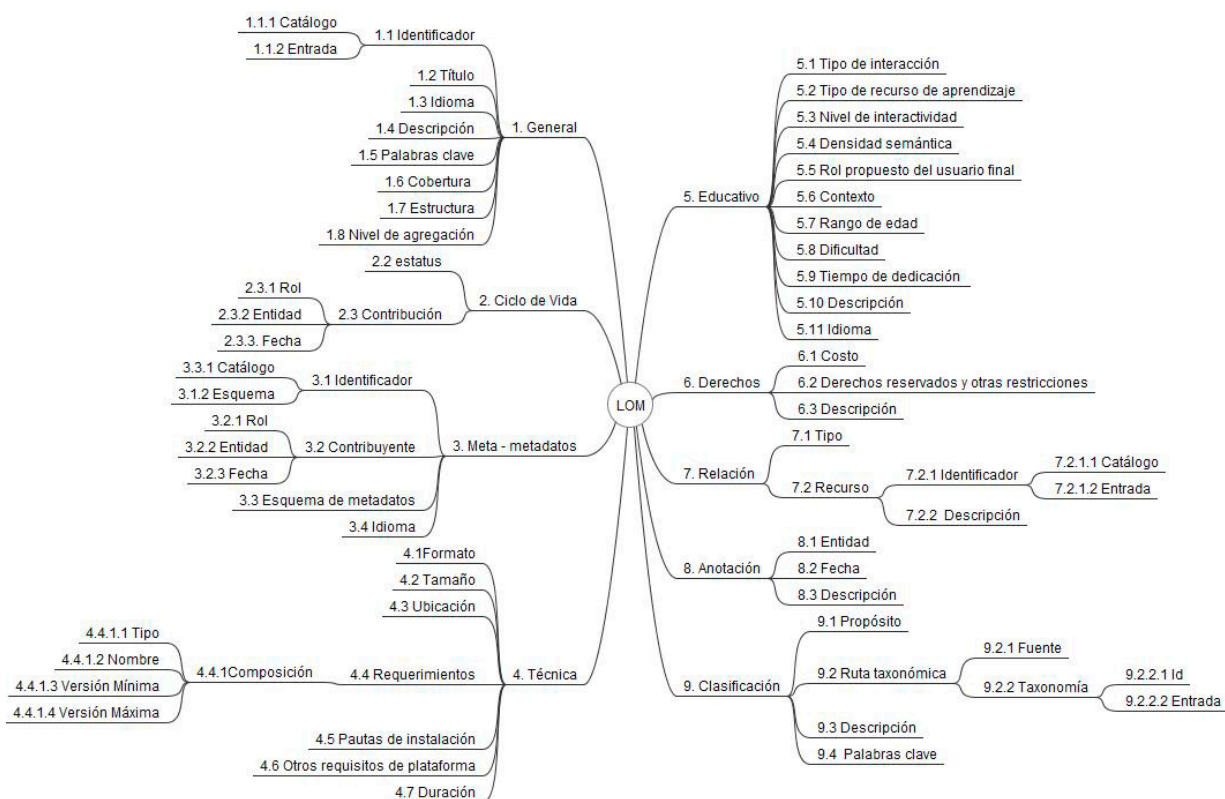 LOM
1. General
1.1 Identificador
1.1.1 Catálogo
1.1.2 Entrada
1.2 Título
1.3 Idioma
1.4 Descripción
1.5 Palabras clave
1.6 Cobertura
1.7 Estructura
1.8 Nivel de agregación
2. Ciclo de Vida
2.2 estatus
2.3 Contribución
2.3.1 Rol
2.3.2 Entidad
2.3.3. Fecha
3. Meta - metadatos
3.1 Identificador
3.3.1 Catálogo
3.1.2 Esquema
3.2 Contribuyente
3.2.1 Rol
3.2.2 Entidad
3.2.3 Fecha
3.3 Esquema de metadatos
3.4 Idioma
4. Técnica
4.1Formato
4.2 Tamaño
4.3 Ubicación
4.4 Requerimientos
4.4.1Composición
4.4.1.1 Tipo
4.4.1.2 Nombre
4.4.1.3 Versión Mínima
4.4.1.4 Versión Máxima
4.5 Pautas de instalación
4.6 Otros requisitos de plataforma
4.7 Duración
5. Educativo
5.1 Tipo de interacción
5.2 Tipo de recurso de aprendizaje
5.3 Nivel de interactividad
5.4 Densidad semántica
5.5 Rol propuesto del usuario final
5.6 Contexto
5.7 Rango de edad
5.8 Dificultad
5.9 Tiempo de dedicación
5.10 Descripción
5.11 Idioma
6. Derechos
6.1 Costo
6.2 Derechos reservados y otras restricciones
6.3 Descripción
7. Relación
7.1 Tipo
7.2 Recurso
7.2.1 Identificador
7.2.1.1 Catálogo
7.2.1.2 Entrada
7.2.2 Descripción
8. Anotación
8.1 Entidad
8.2 Fecha
8.3 Descripción
9. Clasificación
9.1 Propósito
9.2 Ruta taxonómica
9.2.1 Fuente
9.2.2 Taxonomía
9.2.2.1 Id
9.2.2.2 Entrada
9.3 Descripción
9.4 Palabras clave